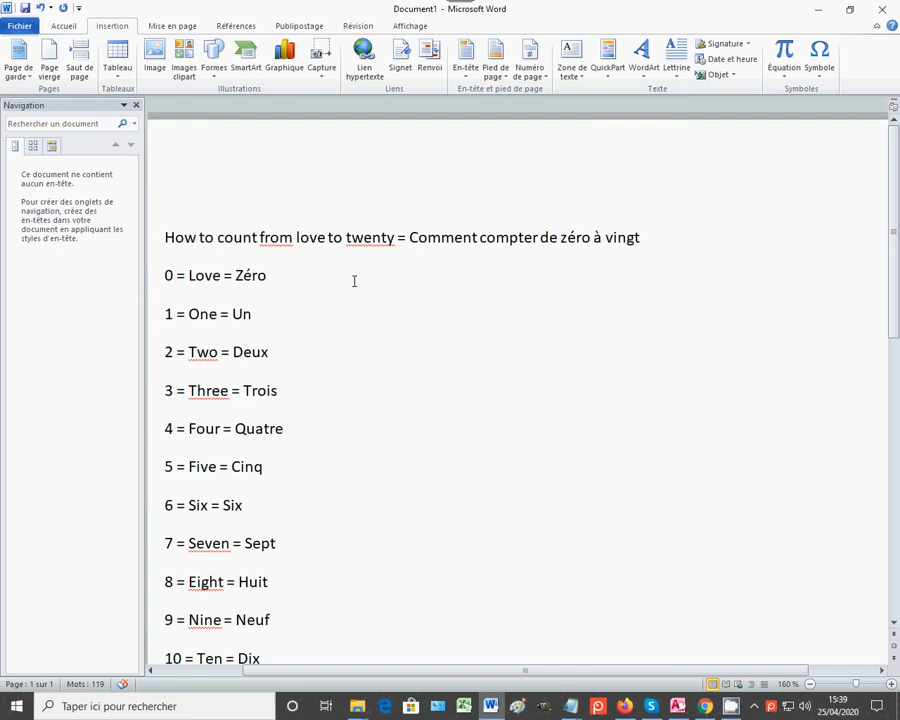 Document1 - Microsoft Word
Fichier Accueil Insertion Mise en page Références Publipostage Révision Affichage
Page de garde Page vierge Saut de page Tableau Image Images clipart Formes SmartArt Graphique Capture Lien hypertexte Signet Renvoi En-tête Pied de page Numéro de page Zone de texte QuickPart WordArt Lettrine Signature Date et heure Objet Équation Symbole
Pages Tableaux Illustrations Liens En-tête et pied de page Texte Symboles
Navigation
Rechercher un document
Ce document ne contient
aucun en-tête.
Pour créer des onglets de
navigation, créez des
en-têtes dans votre
document en appliquant les
styles d'en-tête.
How to count from love to twenty = Comment compter de zéro à vingt
0 = Love = Zéro
1 = One = Un
2 = Two = Deux
3 = Three = Trois
4 = Four = Quatre
5 = Five = Cinq
6 = Six = Six
7 = Seven = Sept
8 = Eight = Huit
9 = Nine = Neuf
10 = Ten = Dix
Page : 1 sur 1 Mots : 119 160 %
Taper ici pour rechercher
15:39
25/04/2020